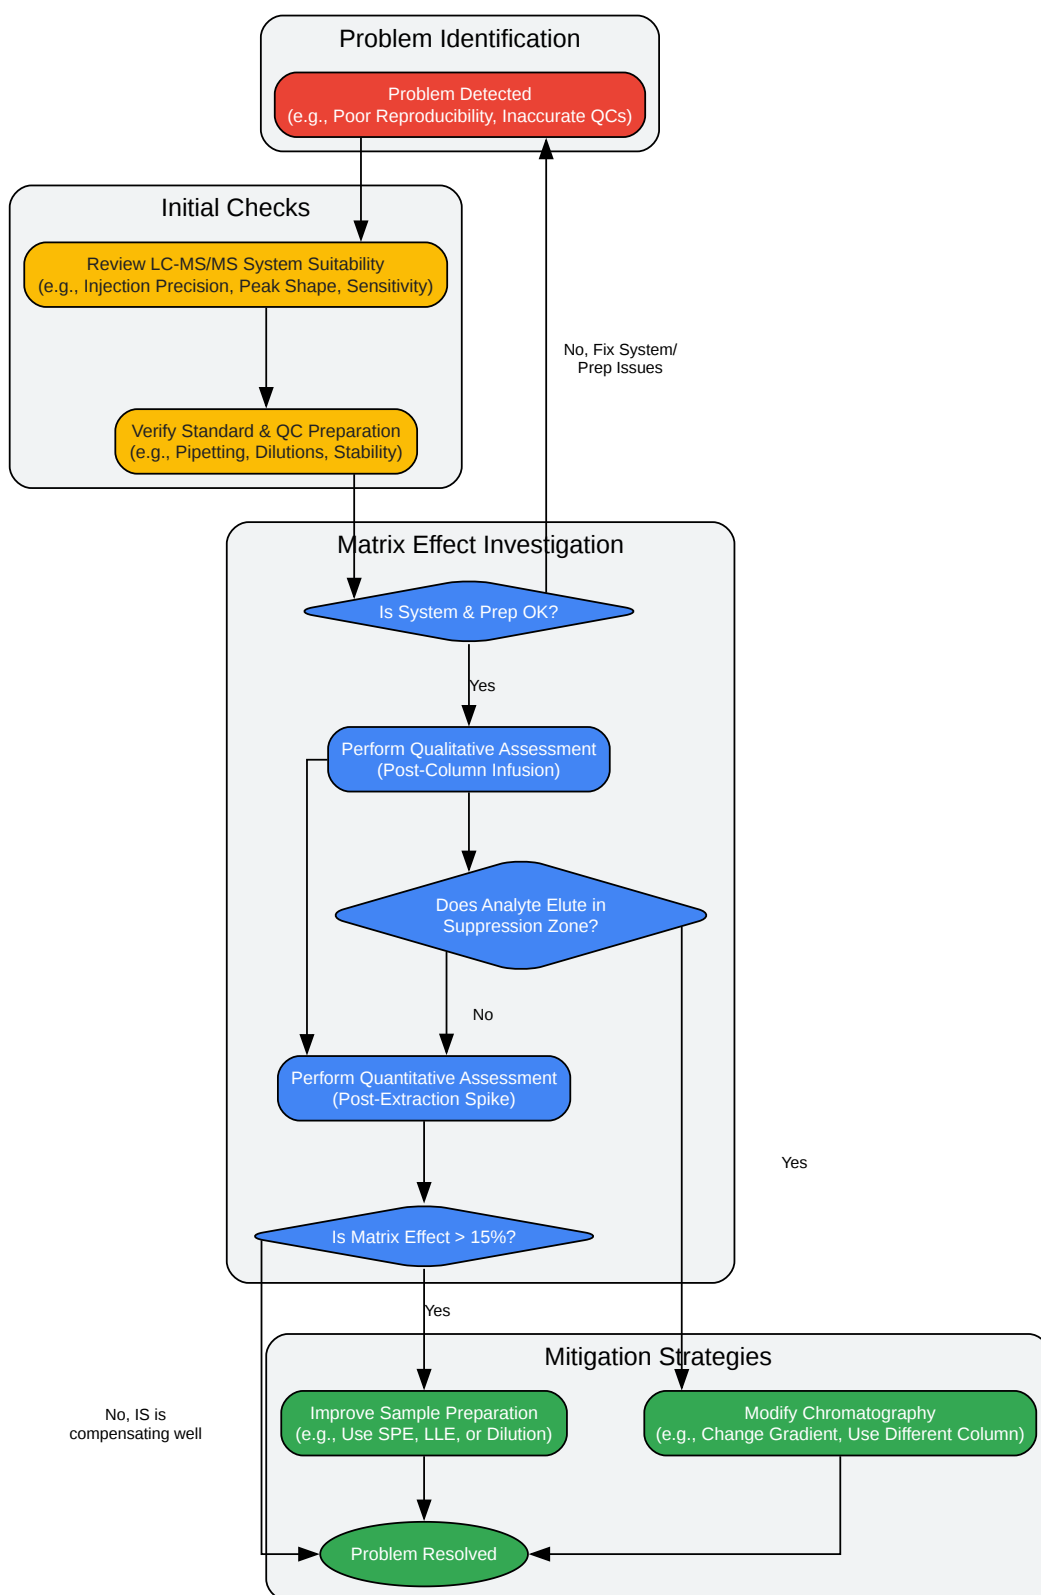 Problem Identification
Problem Detected
(e.g., Poor Reproducibility, Inaccurate QCs)
Initial Checks
Review LC-MS/MS System Suitability
(e.g., Injection Precision, Peak Shape, Sensitivity)
No, Fix System/
Prep Issues
Verify Standard & QC Preparation
(e.g., Pipetting, Dilutions, Stability)
Matrix Effect Investigation
Is System & Prep OK?
Yes
Perform Qualitative Assessment
(Post-Column Infusion)
Does Analyte Elute in
Suppression Zone?
No
Perform Quantitative Assessment
(Post-Extraction Spike)
Yes
Is Matrix Effect > 15%?
Yes
Mitigation Strategies
No, IS is
compensating well
Improve Sample Preparation
(e.g., Use SPE, LLE, or Dilution)
Modify Chromatography
(e.g., Change Gradient, Use Different Column)
Problem Resolved